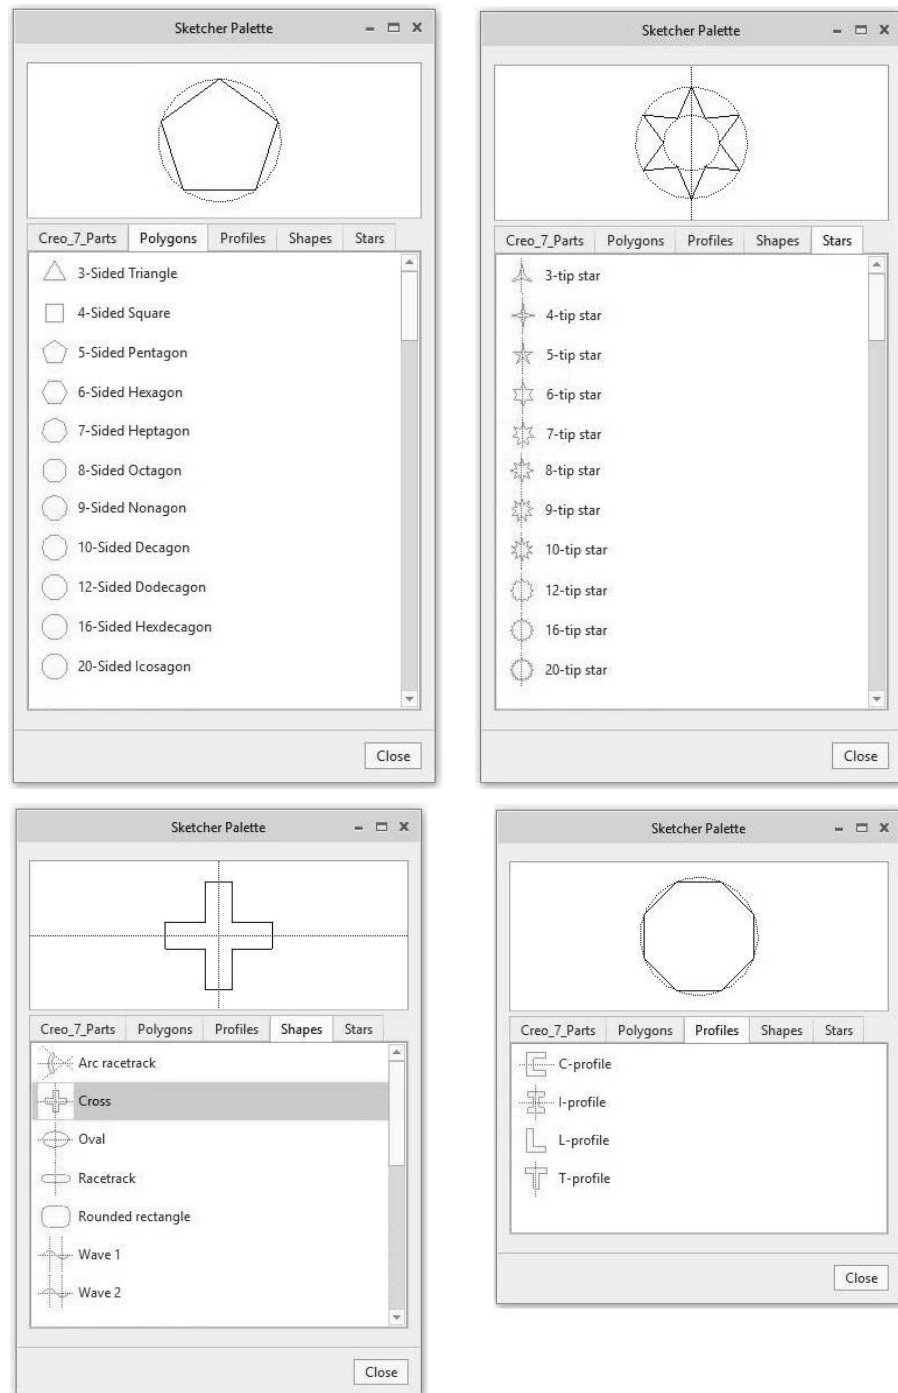 Sketcher Palette
Creo_7_Parts Polygons Profiles Shapes Stars
3-Sided Triangle
4-Sided Square
5-Sided Pentagon
6-Sided Hexagon
7-Sided Heptagon
8-Sided Octagon
9-Sided Nonagon
10-Sided Decagon
12-Sided Dodecagon
16-Sided Hexdecagon
20-Sided Icosagon
Close
Sketcher Palette
Creo_7_Parts Polygons Profiles Shapes Stars
3-tip star
4-tip star
5-tip star
6-tip star
7-tip star
8-tip star
9-tip star
10-tip star
12-tip star
16-tip star
20-tip star
Close
Sketcher Palette
Creo_7_Parts Polygons Profiles Shapes Stars
Arc racetrack
Cross
Oval
Racetrack
Rounded rectangle
Wave 1
Wave 2
Close
Sketcher Palette
Creo_7_Parts Polygons Profiles Shapes Stars
C-profile
I-profile
L-profile
T-profile
Close